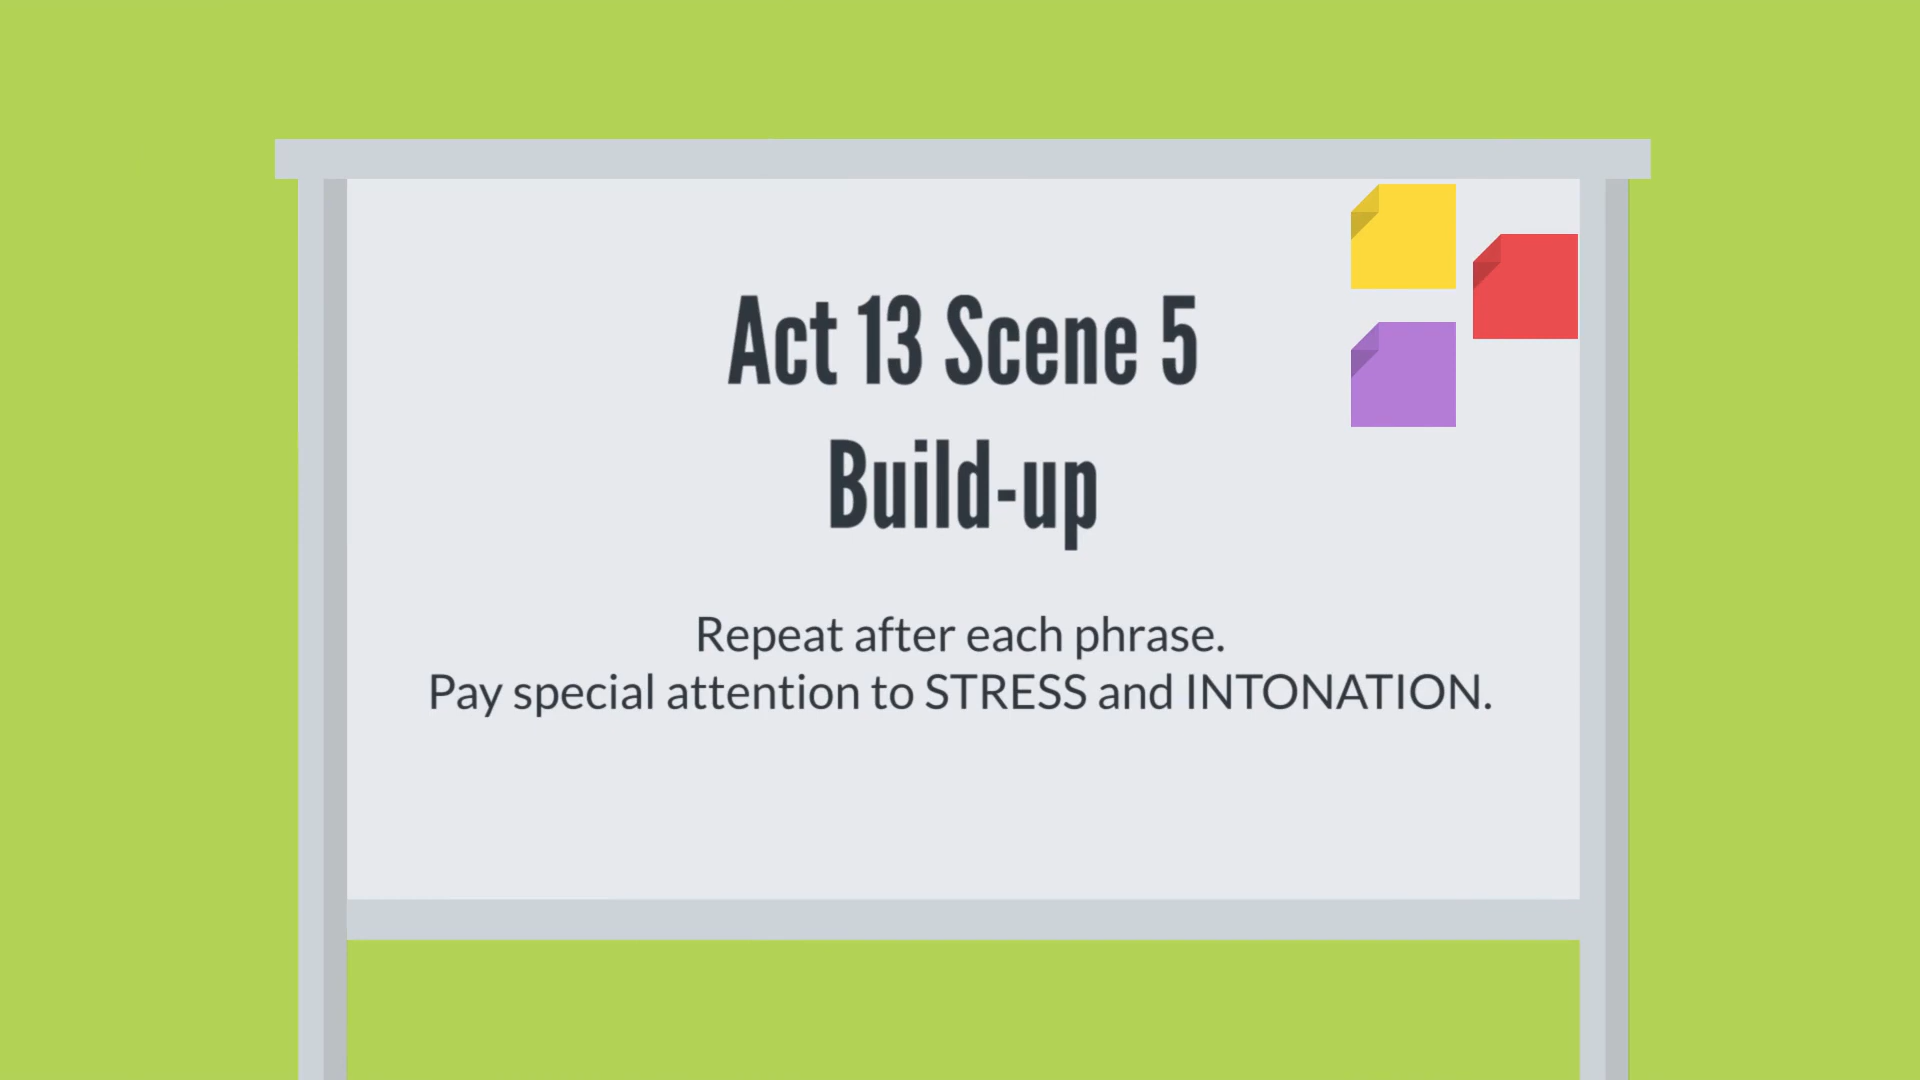 Act 13 Scene 5
Build-up
Repeat after each phrase.
Pay special attention to STRESS and INTONATION.